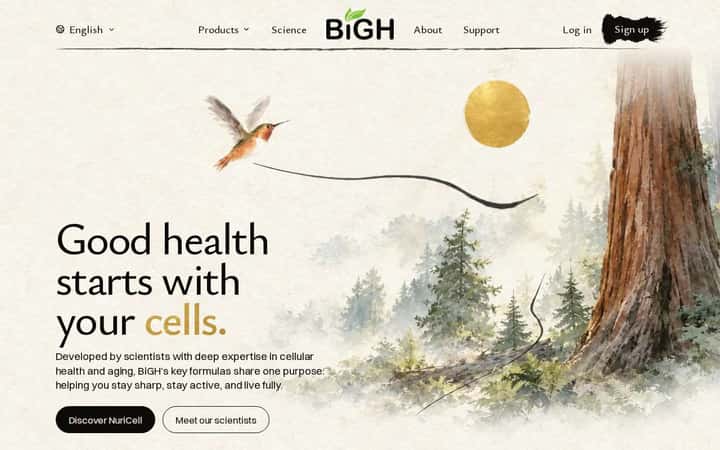 English
Products
Science
BiGH
About
Support
Log in
Sign up
Good health
starts with
your cells.
Developed by scientists with deep expertise in cellular
health and aging, BiGH's key formulas share one purpose:
helping you stay sharp, stay active, and live fully.
Discover NuriCell
Meet our scientists